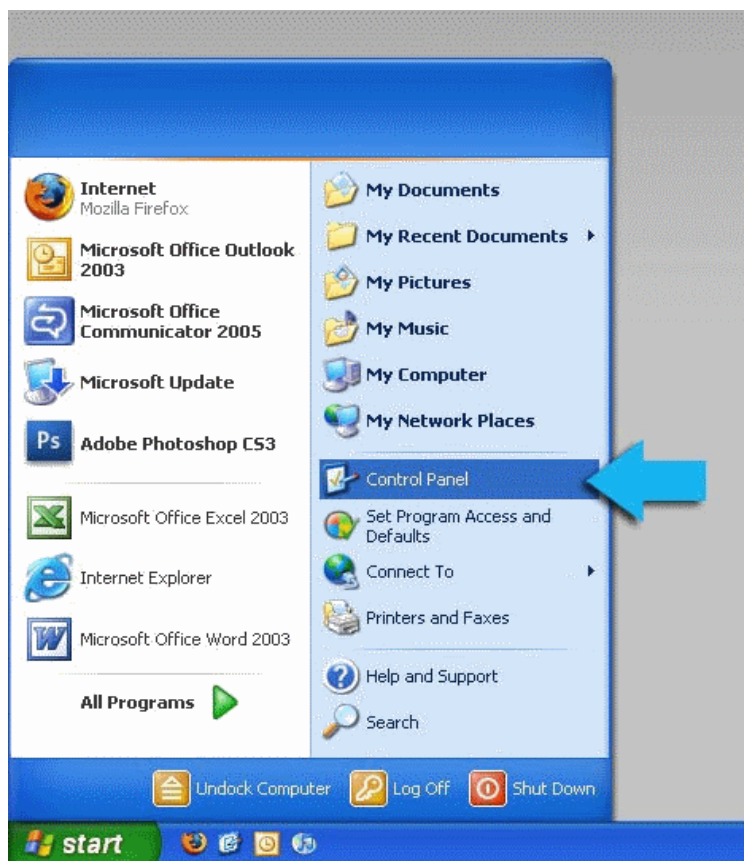 Internet
Mozilla Firefox
Microsoft Office Outlook
2003
Microsoft Office
Communicator 2005
Microsoft Update
Ps
Adobe Photoshop CS3
Microsoft Office Excel 2003
Internet Explorer
Microsoft Office Word 2003
All Programs
My Documents
My Recent Documents
My Pictures
My Music
My Computer
My Network Places
Control Panel
Set Program Access and
Defaults
Connect To
Printers and Faxes
Help and Support
Search
Undock Computer
Log Off
Shut Down
start